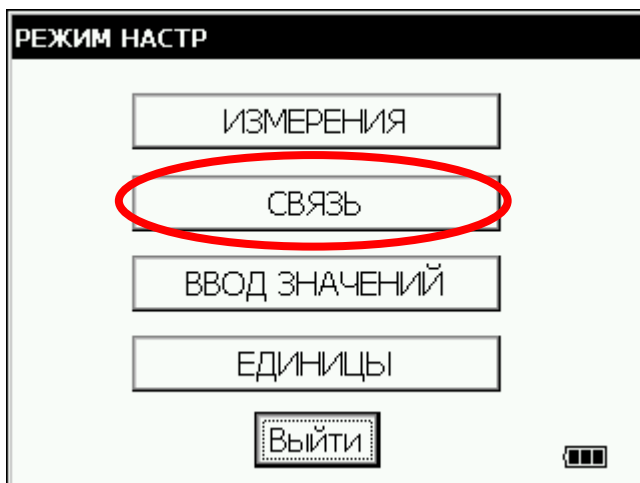 РЕЖИМ НАСТР
ИЗМЕРЕНИЯ
СВЯЗЬ
ВВОД ЗНАЧЕНИЙ
ЕДИНИЦЫ
Выйти